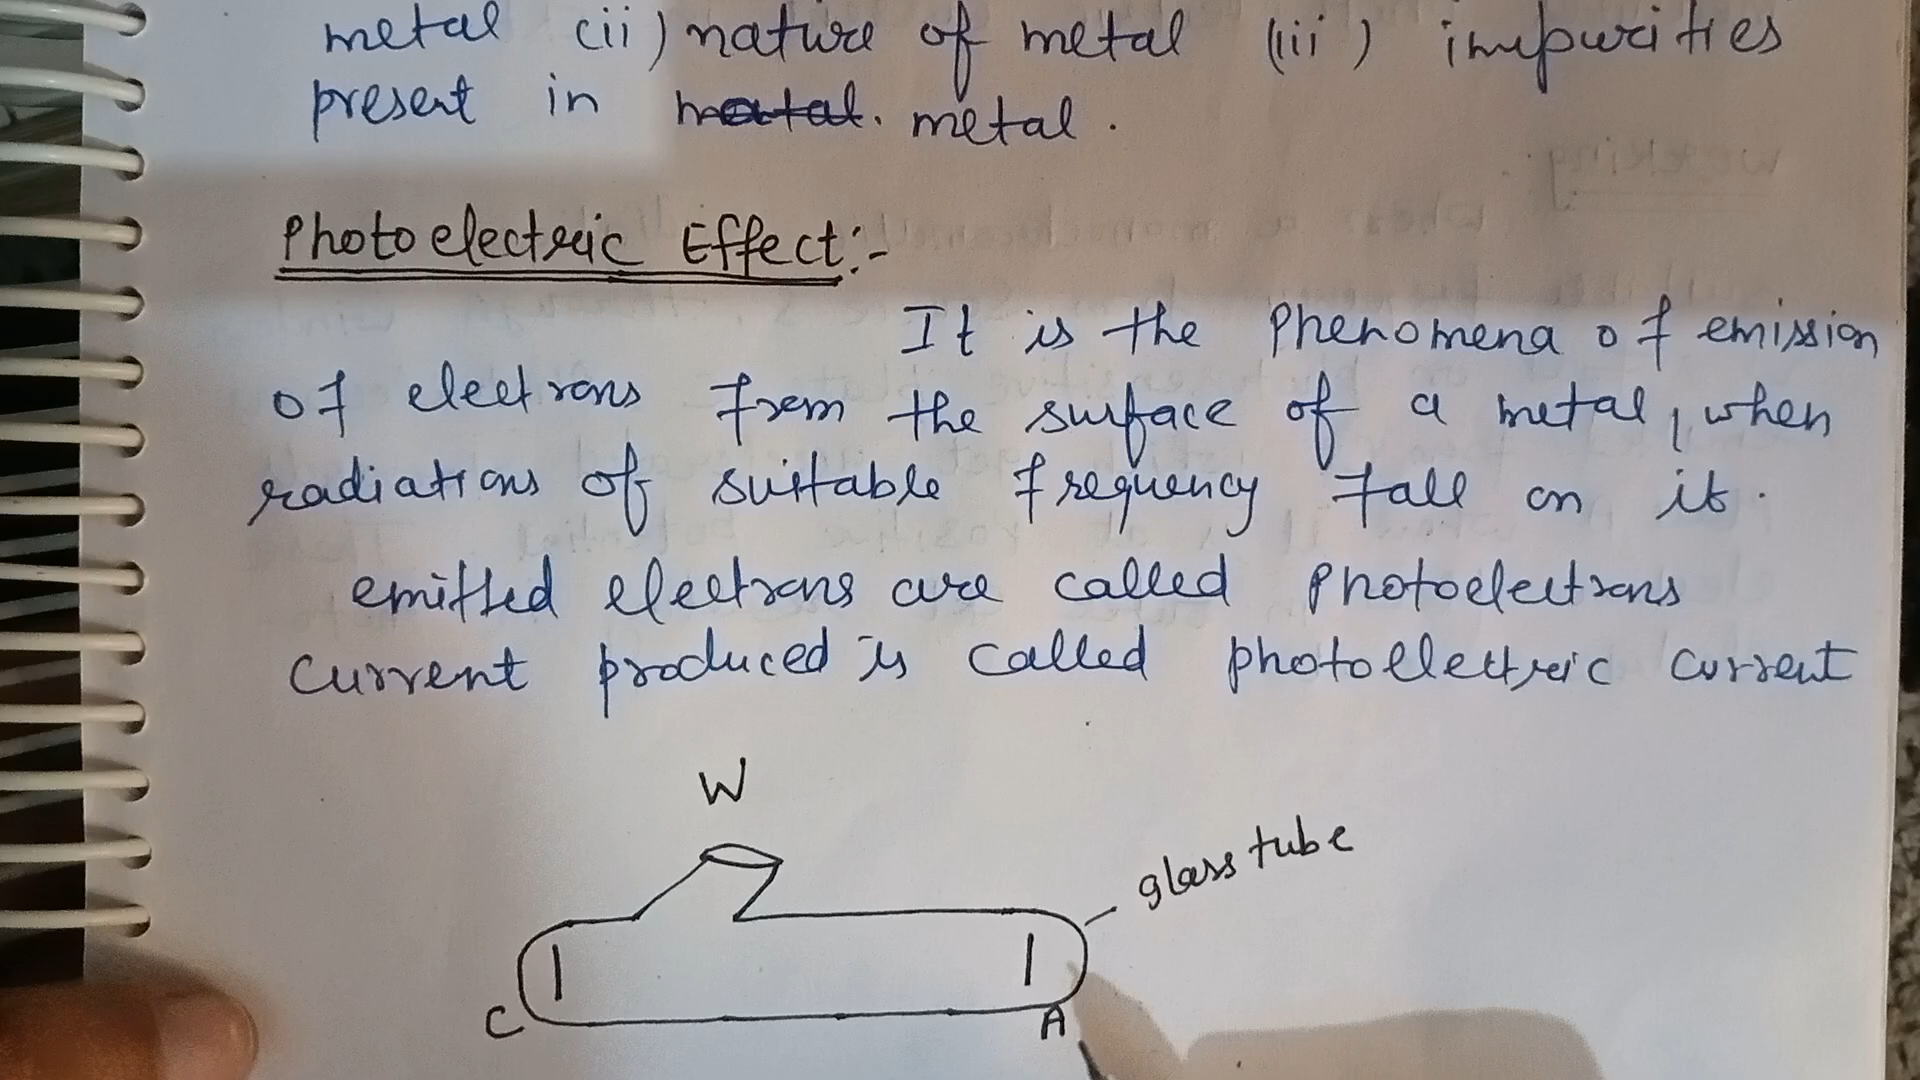 metal (ii) nature of metal (iii) impurities
present in matal. metal.
Photoelectric Effect:-
It is the Phenomena of emission
of electrons from the surface of a metal, when
radiations of suitable frequency fall on it.
emitted electrons are called Photoelectrons
Current produced is called photoelectric current
W
glass tube
C
A